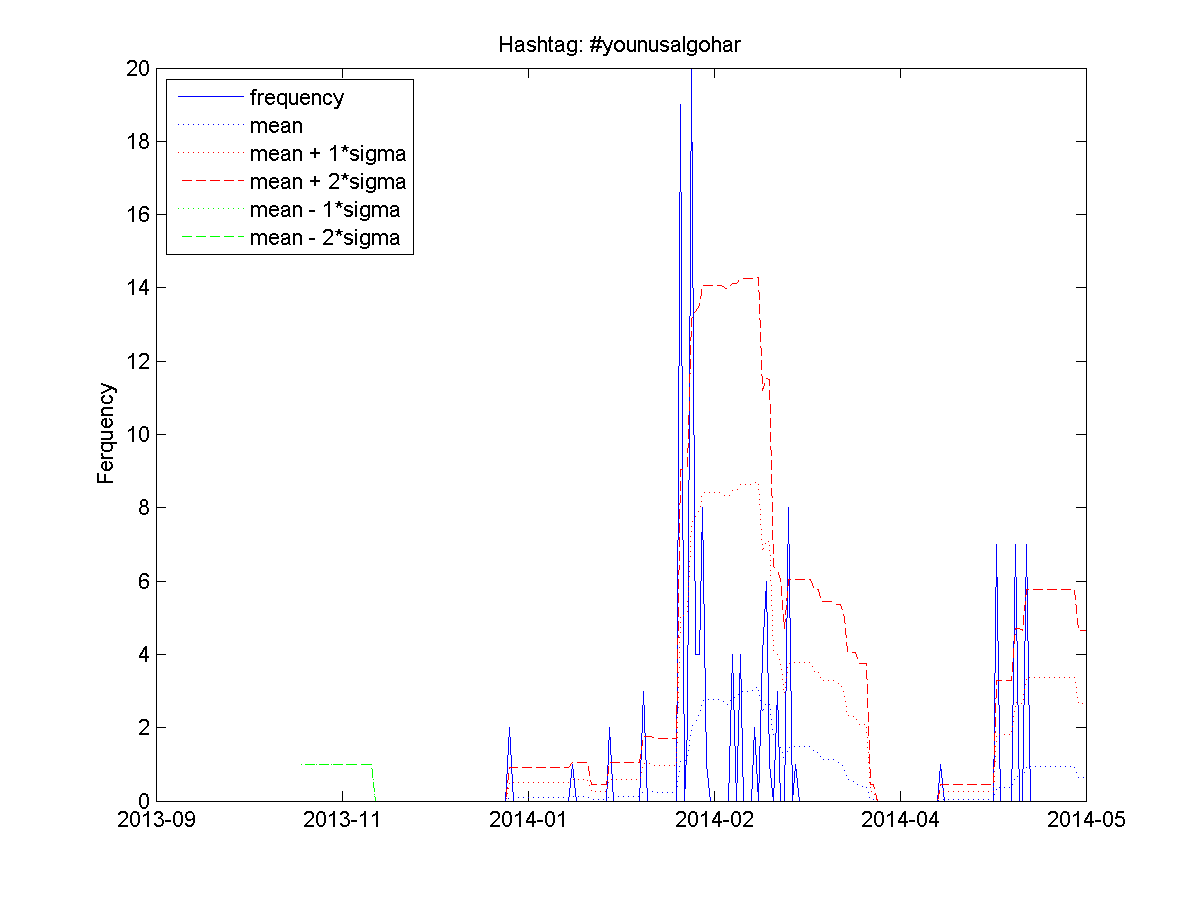 Hashtag: #younusalgohar
20
18
16
14
12
10
8
6
4
2
0
Ferquency
frequency
mean
mean + 1*sigma
mean + 2*sigma
mean - 1*sigma
mean - 2*sigma
2013-09 2013-11 2014-01 2014-02 2014-04 2014-05